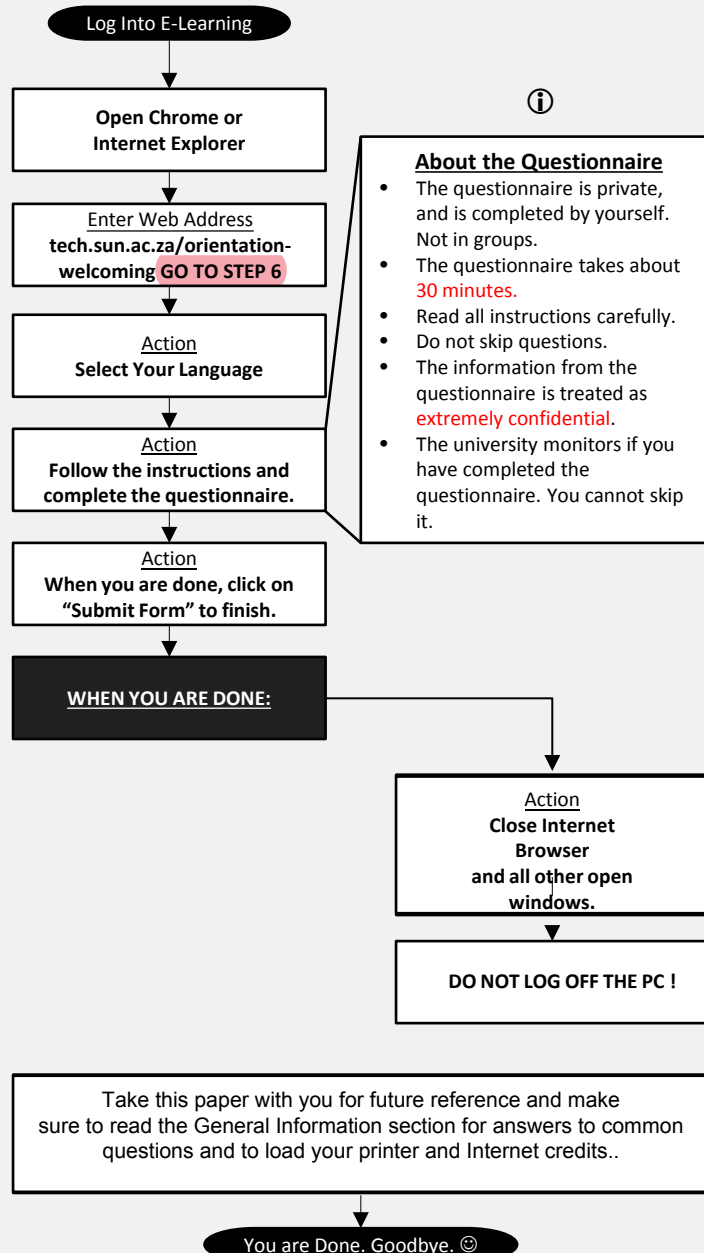 Log Into E-Learning
Open Chrome or
Internet Explorer
Enter Web Address
tech.sun.ac.za/orientation-
welcoming GO TO STEP 6
Action
Select Your Language
Action
Follow the instructions and
complete the questionnaire.
Action
When you are done, click on
“Submit Form” to finish.
WHEN YOU ARE DONE:
About the Questionnaire
• The questionnaire is private,
and is completed by yourself.
Not in groups.
• The questionnaire takes about
30 minutes.
• Read all instructions carefully.
• Do not skip questions.
• The information from the
questionnaire is treated as
extremely confidential.
• The university monitors if you
have completed the
questionnaire. You cannot skip
it.
Action
Close Internet
Browser
and all other open
windows.
DO NOT LOG OFF THE PC !
Take this paper with you for future reference and make
sure to read the General Information section for answers to common
questions and to load your printer and Internet credits..
You are Done. Goodbye. ☺